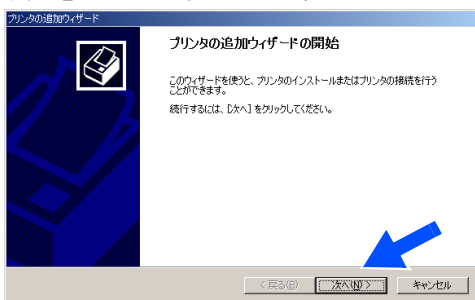 プリンタの追加ウィザード
プリンタの追加ウィザードの開始
このウィザードを使うと、プリンタのインストールまたはプリンタの接続を行う
ことができます。
続行するには、[次へ] をクリックしてください。
< 戻る(B) 次へ(N) > キャンセル